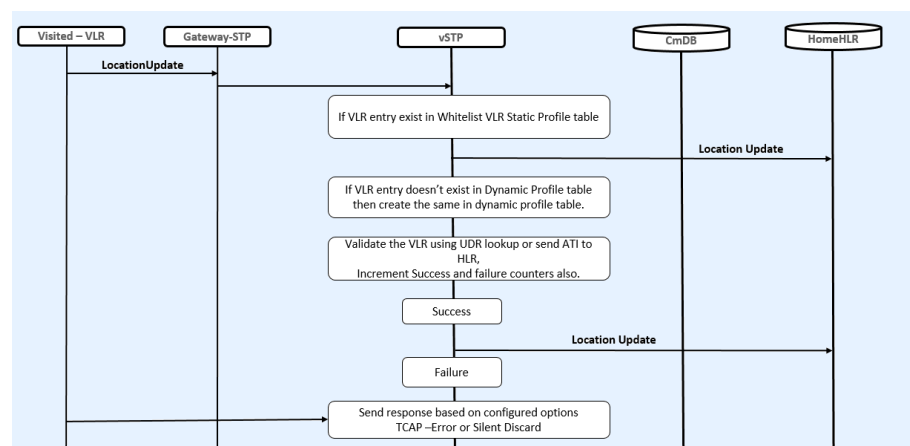 Visited – VLR
Gateway-STP
vSTP
CmDB
HomeHLR
LocationUpdate
If VLR entry exist in Whitelist VLR Static Profile table
Location Update
If VLR entry doesn't exist in Dynamic Profile table
then create the same in dynamic profile table.
Validate the VLR using UDR lookup or send ATI to
HLR,
Increment Success and failure counters also.
Success
Location Update
Failure
Send response based on configured options
TCAP –Error or Silent Discard